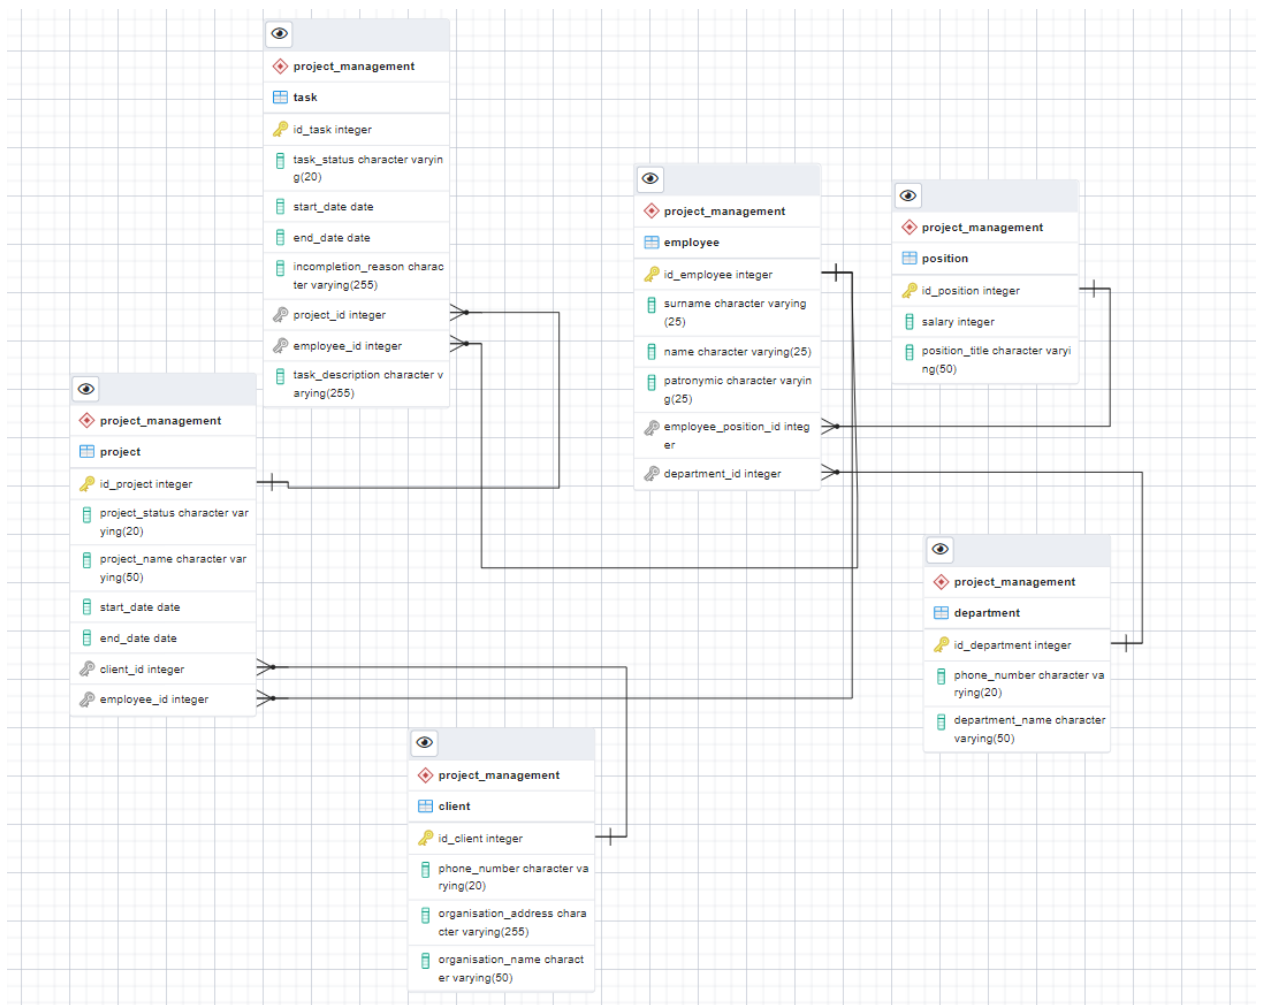 project_management
task
id_task integer
task_status character varyin
g(20)
start_date date
end_date date
incompletion_reason charac
ter varying(255)
project_id integer
employee_id integer
task_description character v
arying(255)
project_management
employee
id_employee integer
surname character varying
(25)
name character varying(25)
patronymic character varyin
g(25)
employee_position_id integ
er
department_id integer
project_management
position
id_position integer
salary integer
position_title character varyi
ng(50)
project_management
project
id_project integer
project_status character var
ying(20)
project_name character var
ying(50)
start_date date
end_date date
client_id integer
employee_id integer
project_management
department
id_department integer
phone_number character va
rying(20)
department_name character
varying(50)
project_management
client
id_client integer
phone_number character va
rying(20)
organisation_address chara
cter varying(255)
organisation_name charact
er varying(50)